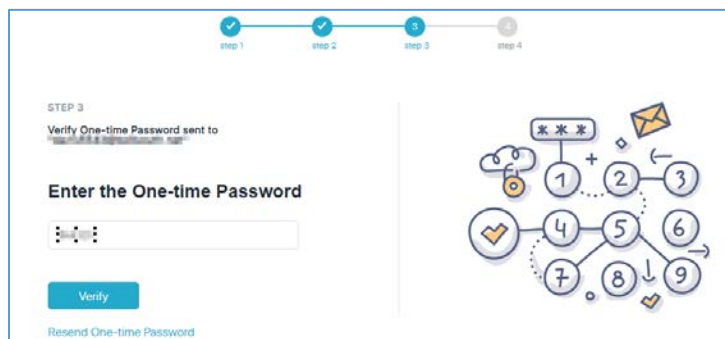 4
step 1 step 2 step 3 step 4
3
STEP 3
Verify One-time Password sent to
Enter the One-time Password
Verify
Resend One-time Password
* * *
1 2 3
4 5 6
7 8 9